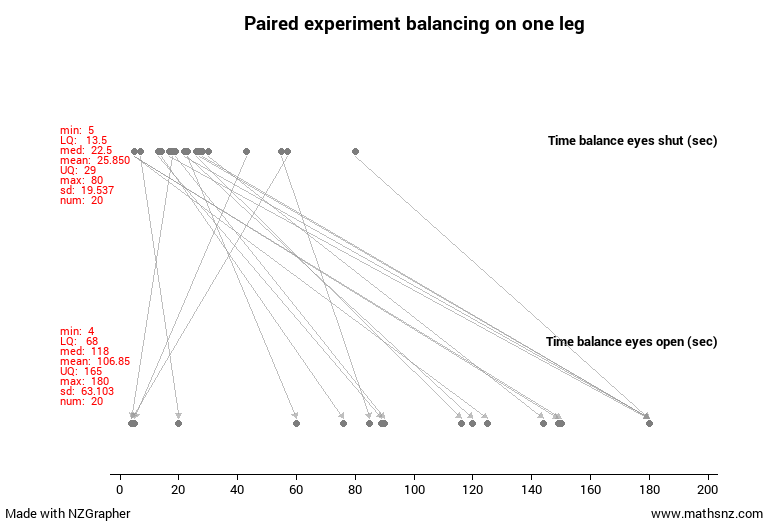 Paired experiment balancing on one leg
min: 5
LQ: 13.5
med: 22.5
mean: 25.850
UQ: 29
max: 80
sd: 19.537
num: 20
Time balance eyes shut (sec)
min: 4
LQ: 68
med: 118
mean: 106.85
UQ: 165
max: 180
sd: 63.103
num: 20
Time balance eyes open (sec)
0 20 40 60 80 100 120 140 160 180 200
Made with NZGrapher
www.mathsnz.com